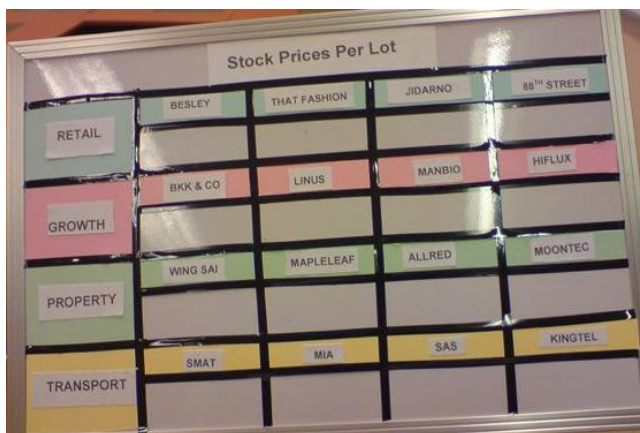 Stock Prices Per Lot
BESLEY THAT FASHION JIDARNO 88TH STREET
RETAIL
BKK & CO LINUS MANBIO HIFLUX
GROWTH
WING SAI MAPLELEAF ALLRED MOONTEC
PROPERTY
SMAT MIA SAS KINGTEL
TRANSPORT